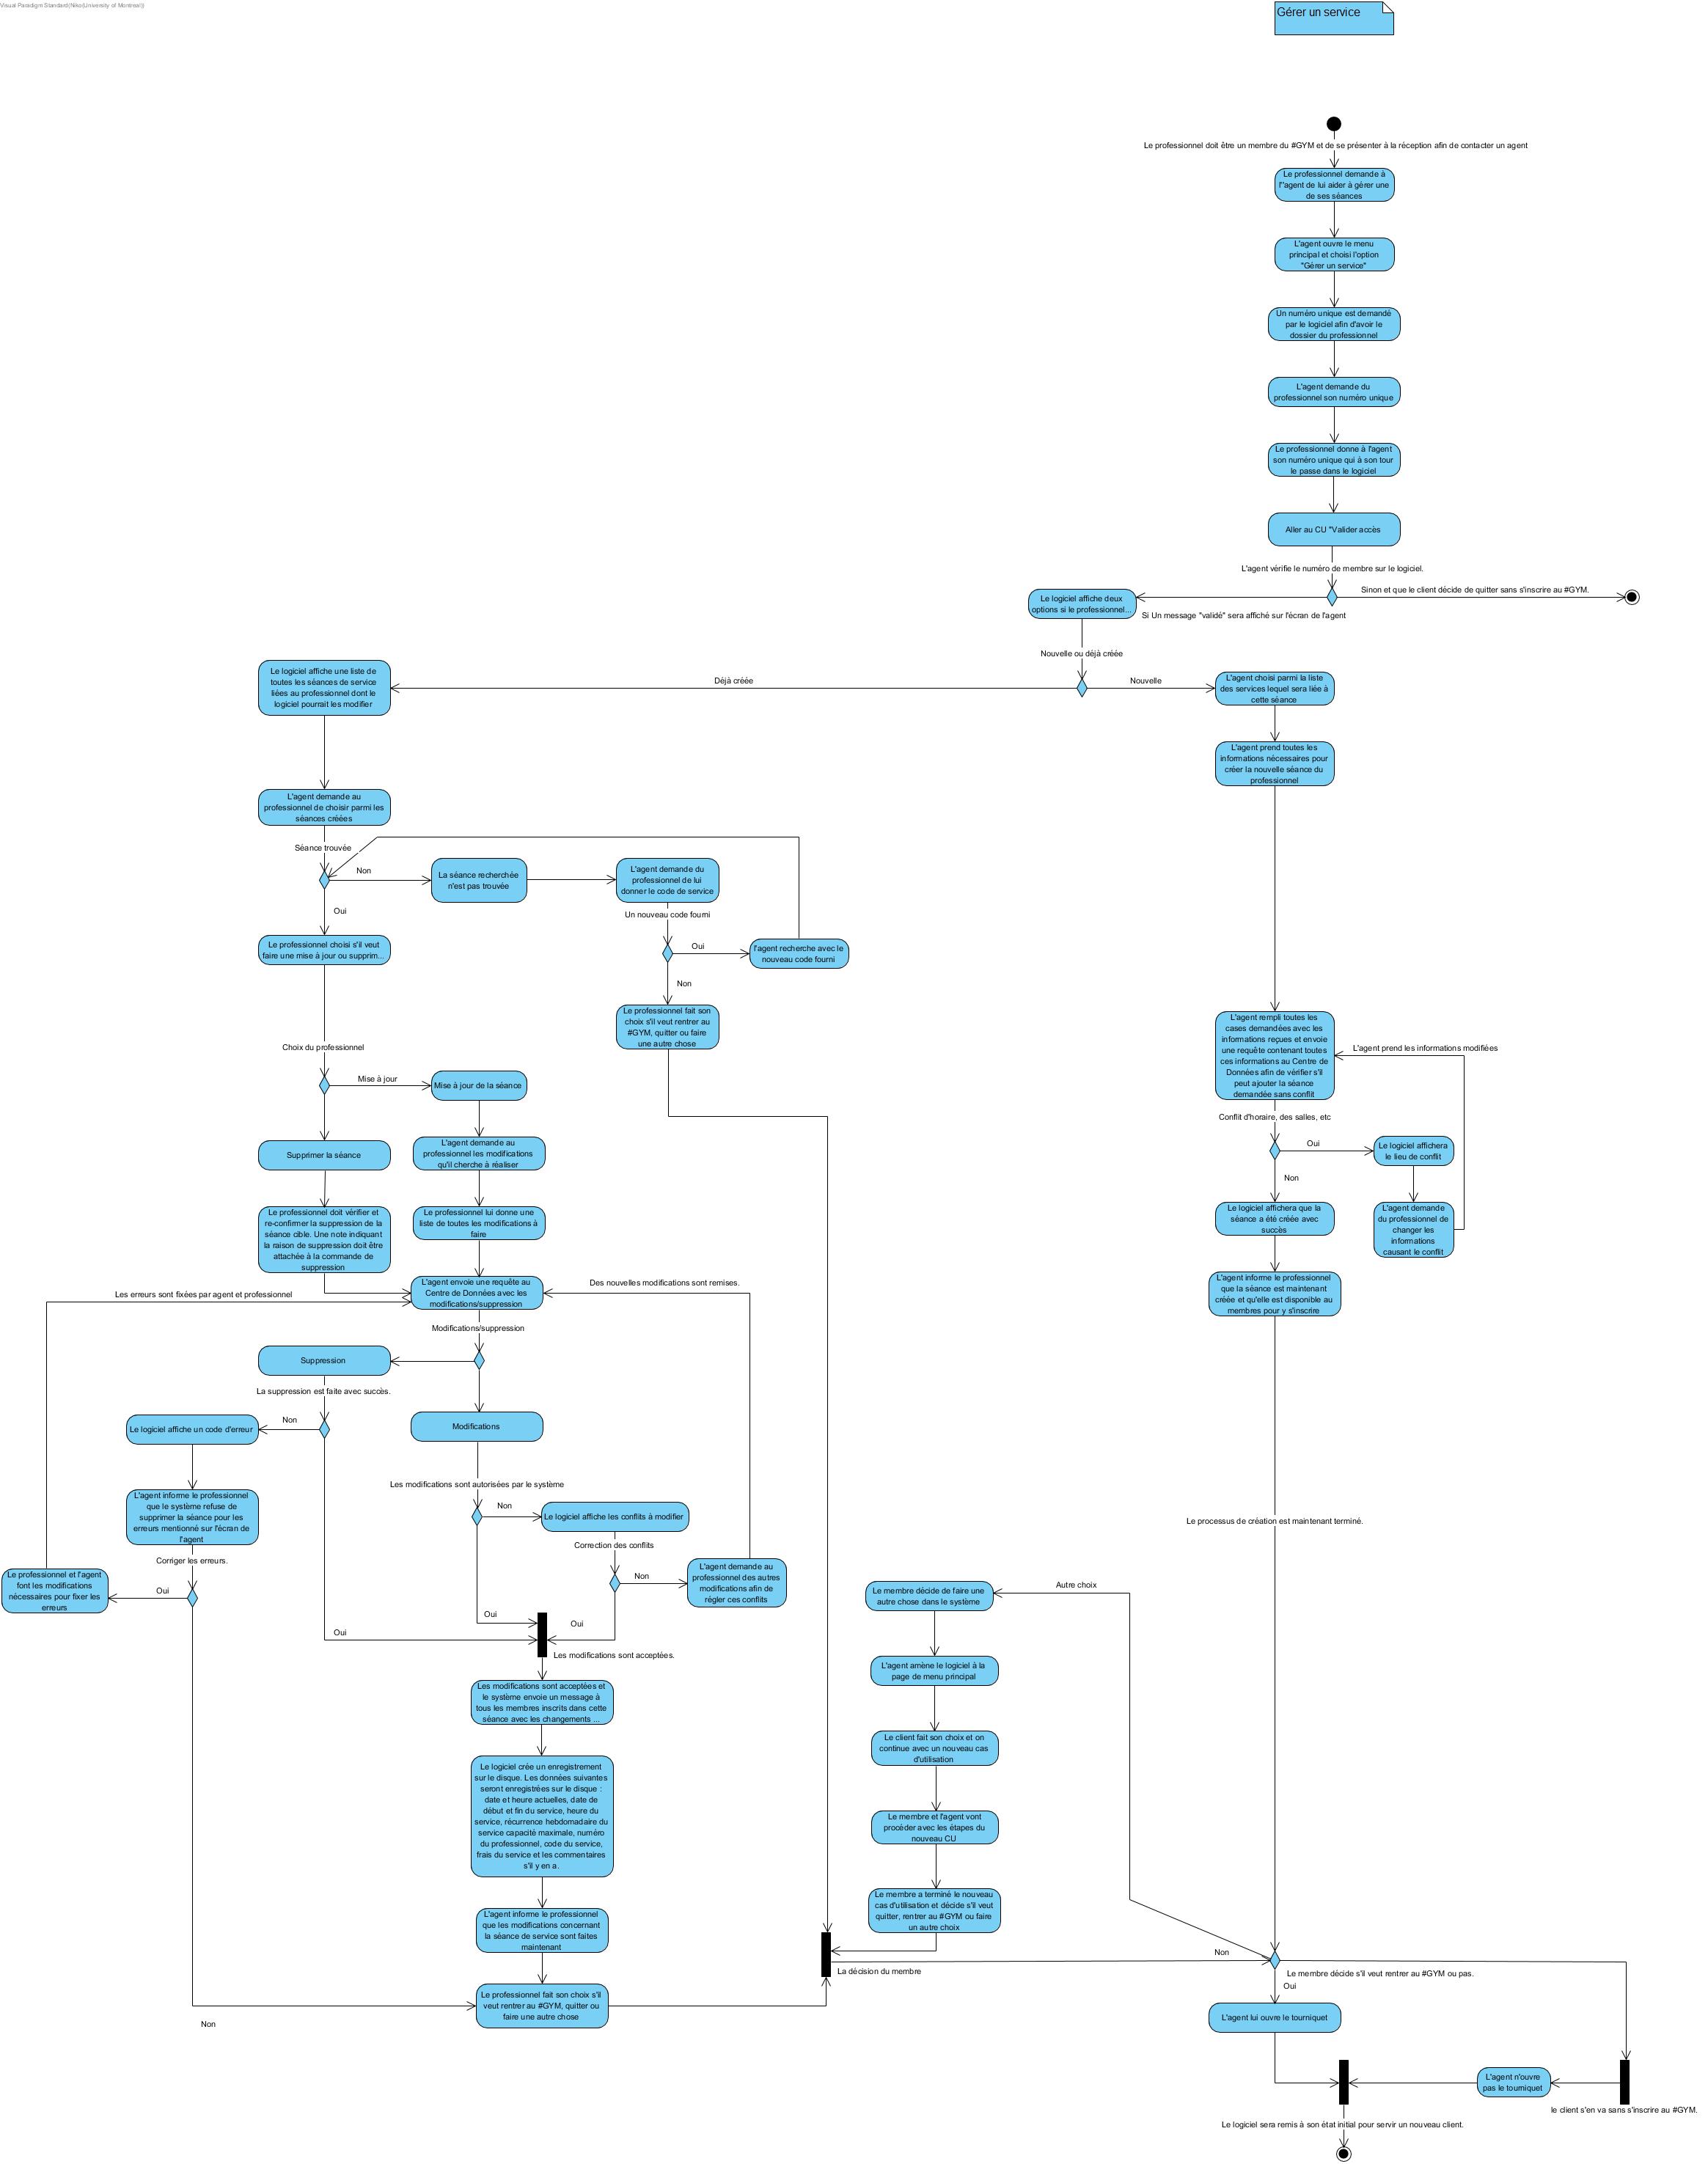 Visual Paradigm Standard(Niko(University of Montreal))
Gérer un service
Le professionnel doit être un membre du #GYM et de se présenter à la réception afin de contacter un agent
Le professionnel demande à
l''agent de lui aider à gérer une
de ses séances
L'agent ouvre le menu
principal et choisi l'option
"Gérer un service"
Un numéro unique est demandé
par le logiciel afin d'avoir le
dossier du professionnel
L'agent demande du
professionnel son numéro unique
Le professionnel donne à l'agent
son numéro unique qui à son tour
le passe dans le logiciel
Aller au CU "Valider accès
L'agent vérifie le numéro de membre sur le logiciel.
Sinon et que le client décide de quitter sans s'inscrire au #GYM.
Le logiciel affiche deux
options si le professionnel...
Si Un message "validé" sera affiché sur l'écran de l'agent
Nouvelle ou déjà créée
Déjà créée
Nouvelle
Le logiciel affiche une liste de
toutes les séances de service
liées au professionnel dont le
logiciel pourrait les modifier
L'agent choisi parmi la liste
des services lequel sera liée à
cette séance
L'agent prend toutes les
informations nécessaires pour
créer la nouvelle séance du
professionnel
L'agent demande au
professionnel de choisir parmi les
séances créées
Séance trouvée
Non
La séance recherchée
n'est pas trouvée
L'agent demande du
professionnel de lui
donner le code de service
Oui
Un nouveau code fourni
Le professionnel choisi s'il veut
faire une mise à jour ou supprim...
Oui
l'agent recherche avec le
nouveau code fourni
Non
Le professionnel fait son
choix s'il veut rentrer au
#GYM, quitter ou faire
une autre chose
L'agent rempli toutes les
cases demandées avec les
informations reçues et envoie
une requête contenant toutes
ces informations au Centre de
Données afin de vérifier s'il
peut ajouter la séance
demandée sans conflit
L'agent prend les informations modifiées
Choix du professionnel
Mise à jour
Mise à jour de la séance
Conflit d'horaire, des salles, etc
Oui
Le logiciel affichera
le lieu de conflit
Non
Supprimer la séance
L'agent demande au
professionnel les modifications
qu'il cherche à réaliser
Le professionnel doit vérifier et
re-confirmer la suppression de la
séance cible. Une note indiquant
la raison de suppression doit être
attachée à la commande de
suppression
Le professionnel lui donne une
liste de toutes les modifications à
faire
Le logiciel affichera que la
séance a été créée avec
succès
L'agent demande
du professionnel de
changer les
informations
causant le conflit
L'agent envoie une requête au
Centre de Données avec les
modifications/suppression
Des nouvelles modifications sont remises.
Les erreurs sont fixées par agent et professionnel
L'agent informe le professionnel
que la séance est maintenant
créée et qu'elle est disponible au
membres pour y s'inscrire
Modifications/suppression
Suppression
La suppression est faite avec succès.
Non
Le logiciel affiche un code d'erreur
Modifications
Les modifications sont autorisées par le système
L'agent informe le professionnel
que le système refuse de
supprimer la séance pour les
erreurs mentionné sur l'écran de
l'agent
Non
Le logiciel affiche les conflits à modifier
Le processus de création est maintenant terminé.
Correction des conflits
Corriger les erreurs.
Le professionnel et l'agent
font les modifications
nécessaires pour fixer les
erreurs
Oui
Non
L'agent demande au
professionnel des autres
modifications afin de
régler ces conflits
Le membre décide de faire une
autre chose dans le système
Autre choix
Oui
Oui
Oui
Les modifications sont acceptées.
L'agent amène le logiciel à la
page de menu principal
Les modifications sont acceptées et
le système envoie un message à
tous les membres inscrits dans cette
séance avec les changements ...
Le client fait son choix et on
continue avec un nouveau cas
d'utilisation
Le logiciel crée un enregistrement
sur le disque. Les données suivantes
seront enregistrées sur le disque :
date et heure actuelles, date de
début et fin du service, heure du
service, récurrence hebdomadaire du
service capacité maximale, numéro
du professionnel, code du service,
frais du service et les commentaires
s'il y en a.
Le membre et l'agent vont
procéder avec les étapes du
nouveau CU
Le membre a terminé le nouveau
cas d'utilisation et décide s'il veut
quitter, rentrer au #GYM ou faire
un autre choix
L'agent informe le professionnel
que les modifications concernant
la séance de service sont faites
maintenant
Non
La décision du membre
Le membre décide s'il veut rentrer au #GYM ou pas.
Oui
Le professionnel fait son choix s'il
veut rentrer au #GYM, quitter ou
faire une autre chose
Non
L'agent lui ouvre le tourniquet
L'agent n'ouvre
pas le tourniquet
le client s'en va sans s'inscrire au #GYM.
Le logiciel sera remis à son état initial pour servir un nouveau client.